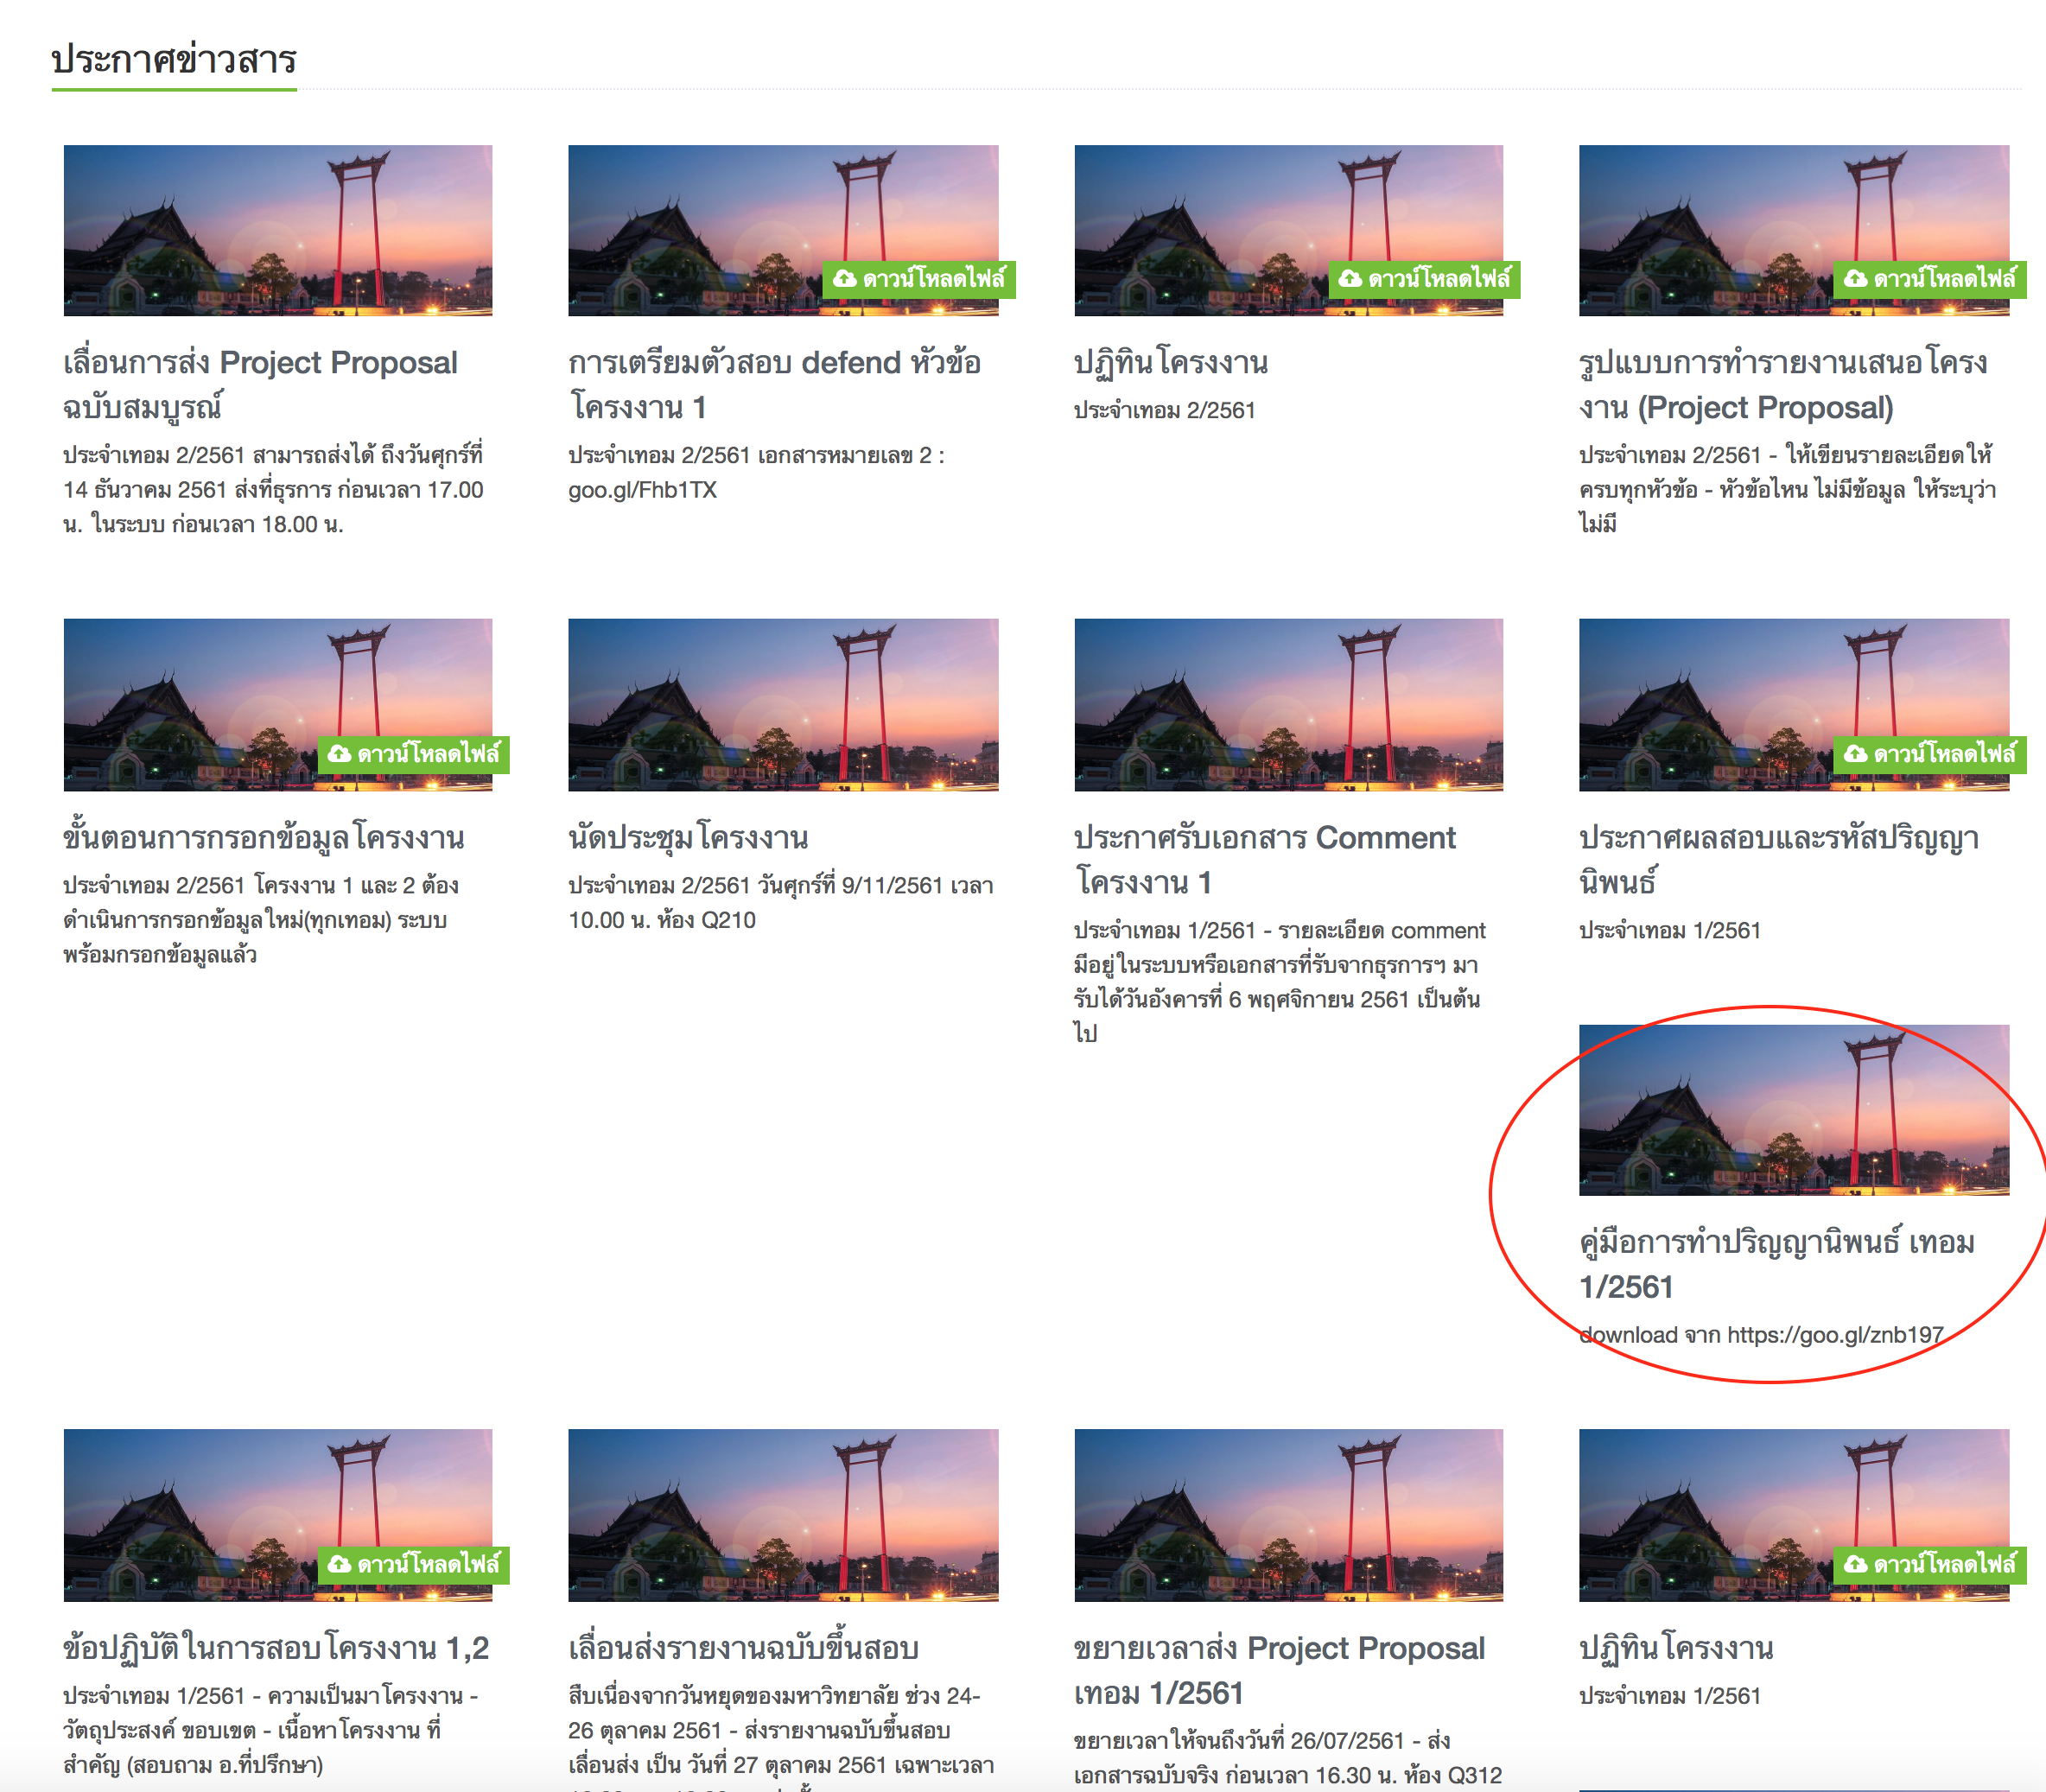 ประกาศข่าวสาร
ดาวน์โหลดไฟล์
ดาวน์โหลดไฟล์
ดาวน์โหลดไฟล์
เลื่อนการส่ง Project Proposal
ฉบับสมบูรณ์
ประจำเทอม 2/2561 สามารถส่งได้ ถึงวันศุกร์ที่
14 ธันวาคม 2561 ส่งที่ธุรการ ก่อนเวลา 17.00
น. ในระบบ ก่อนเวลา 18.00 น.
การเตรียมตัวสอบ defend หัวข้อ
โครงงาน 1
ประจำเทอม 2/2561 เอกสารหมายเลข 2 :
goo.gl/Fhb1TX
ปฏิทินโครงงาน
ประจำเทอม 2/2561
รูปแบบการทำรายงานเสนอโครง
งาน (Project Proposal)
ประจำเทอม 2/2561 - ให้เขียนรายละเอียดให้
ครบทุกหัวข้อ - หัวข้อไหน ไม่มีข้อมูล ให้ระบุว่า
ไม่มี
ดาวน์โหลดไฟล์
ดาวน์โหลดไฟล์
ขั้นตอนการกรอกข้อมูลโครงงาน
ประจำเทอม 2/2561 โครงงาน 1 และ 2 ต้อง
ดำเนินการกรอกข้อมูลใหม่(ทุกเทอม) ระบบ
พร้อมกรอกข้อมูลแล้ว
นัดประชุมโครงงาน
ประจำเทอม 2/2561 วันศุกร์ที่ 9/11/2561 เวลา
10.00 น. ห้อง Q210
ประกาศรับเอกสาร Comment
โครงงาน 1
ประจำเทอม 1/2561 - รายละเอียด comment
มีอยู่ในระบบหรือเอกสารที่รับจากธุรการฯ มา
รับได้วันอังคารที่ 6 พฤศจิกายน 2561 เป็นต้น
ไป
ประกาศผลสอบและรหัสปริญญา
นิพนธ์
ประจำเทอม 1/2561
คู่มือการทำปริญญานิพนธ์ เทอม
1/2561
download จาก https://goo.gl/znb197
ดาวน์โหลดไฟล์
ดาวน์โหลดไฟล์
ข้อปฏิบัติในการสอบโครงงาน 1,2
ประจำเทอม 1/2561 - ความเป็นมาโครงงาน -
วัตถุประสงค์ ขอบเขต - เนื้อหาโครงงาน ที่
สำคัญ (สอบถาม อ.ที่ปรึกษา)
เลื่อนส่งรายงานฉบับขึ้นสอบ
สืบเนื่องจากวันหยุดของมหาวิทยาลัย ช่วง 24-
26 ตุลาคม 2561 - ส่งรายงานฉบับขึ้นสอบ
เลื่อนส่ง เป็น วันที่ 27 ตุลาคม 2561 เฉพาะเวลา
ขยายเวลาส่ง Project Proposal
เทอม 1/2561
ขยายเวลาให้จนถึงวันที่ 26/07/2561 - ส่ง
เอกสารฉบับจริง ก่อนเวลา 16.30 น. ห้อง Q312
ปฏิทินโครงงาน
ประจำเทอม 1/2561